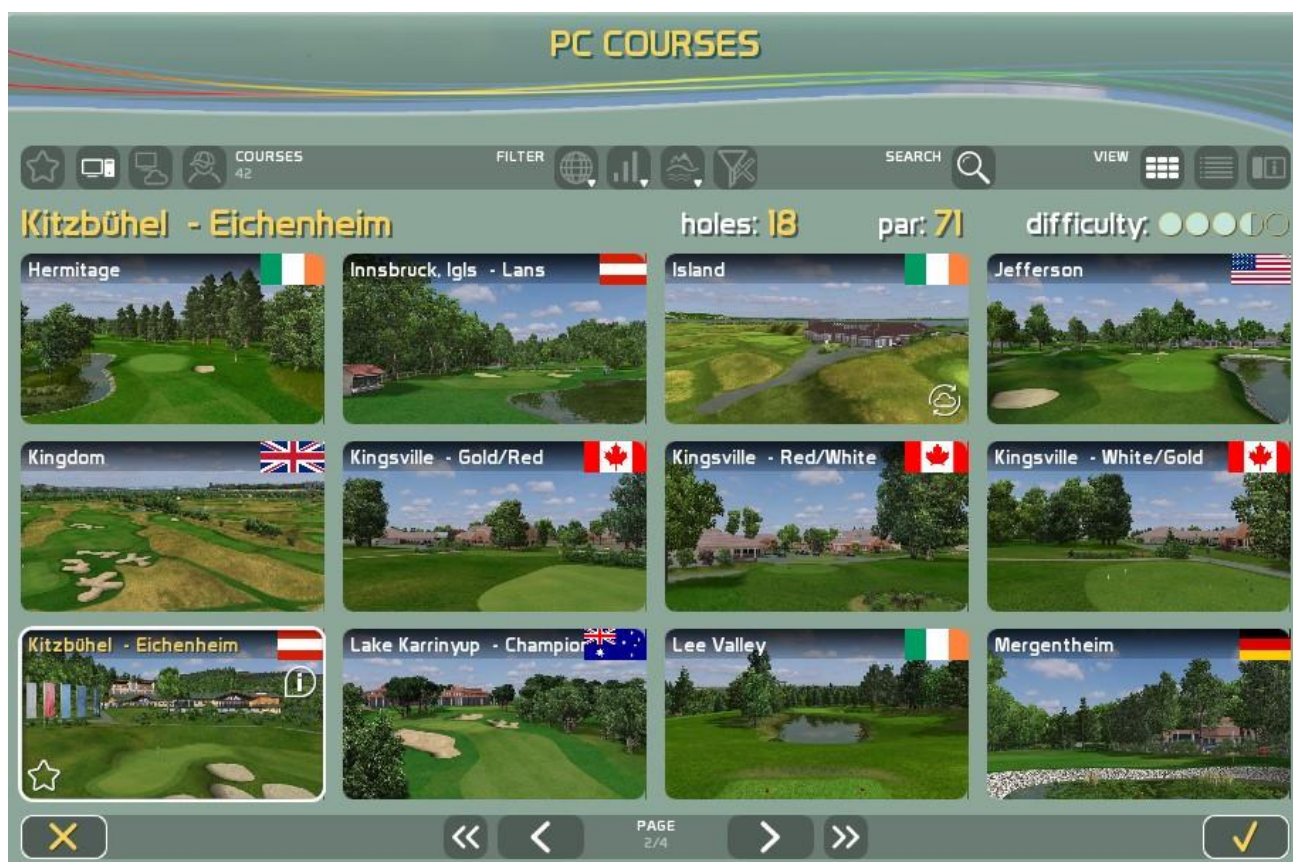 PC COURSES
COURSES
42
FILTER
SEARCH
VIEW
Kitzbühel - Eichenheim
holes: 18
par: 71
difficulty:
Hermitage
Innsbruck, Igls - Lans
Island
Jefferson
Kingdom
Kingsville - Gold/Red
Kingsville - Red/White
Kingsville - White/Gold
Kitzbühel - Eichenheim
Lake Karrinyup - Champion
Lee Valley
Mergentheim
PAGE
2/4